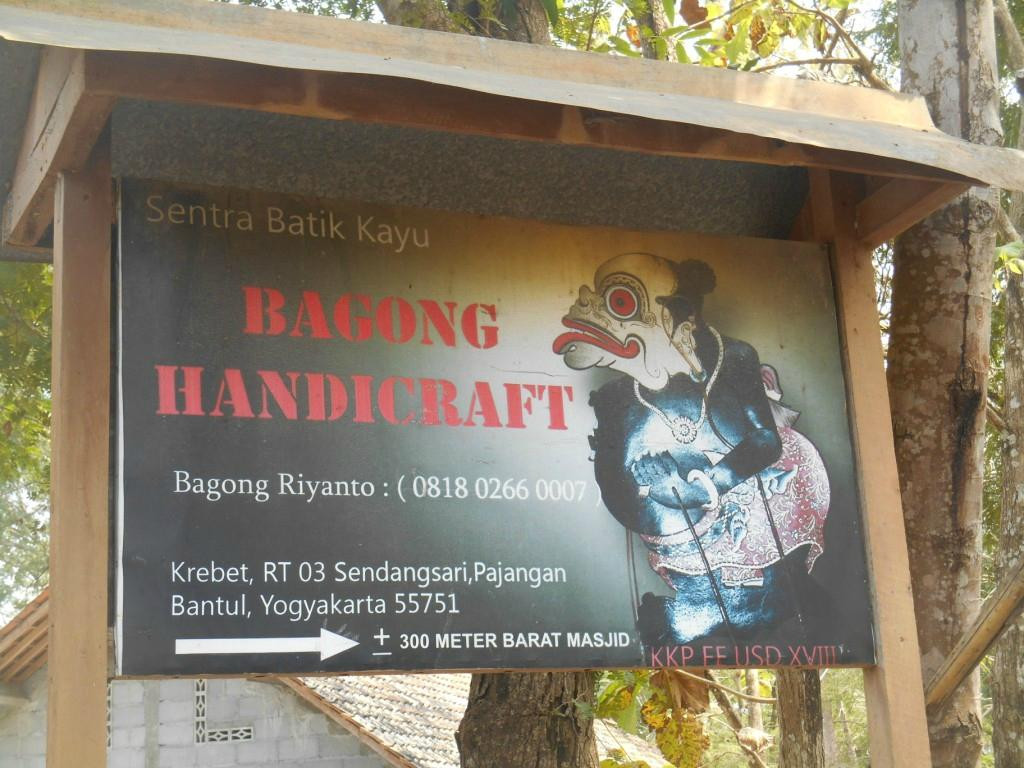 Sentra Batik Kayu
BAGONG
HANDICRAFT
Bagong Riyanto : ( 0818 0266 0007 )
Krebet, RT 03 Sendangsari,Pajangan
Bantul, Yogyakarta 55751
± 300 METER BARAT MASJID
KKP FE USD XVIII